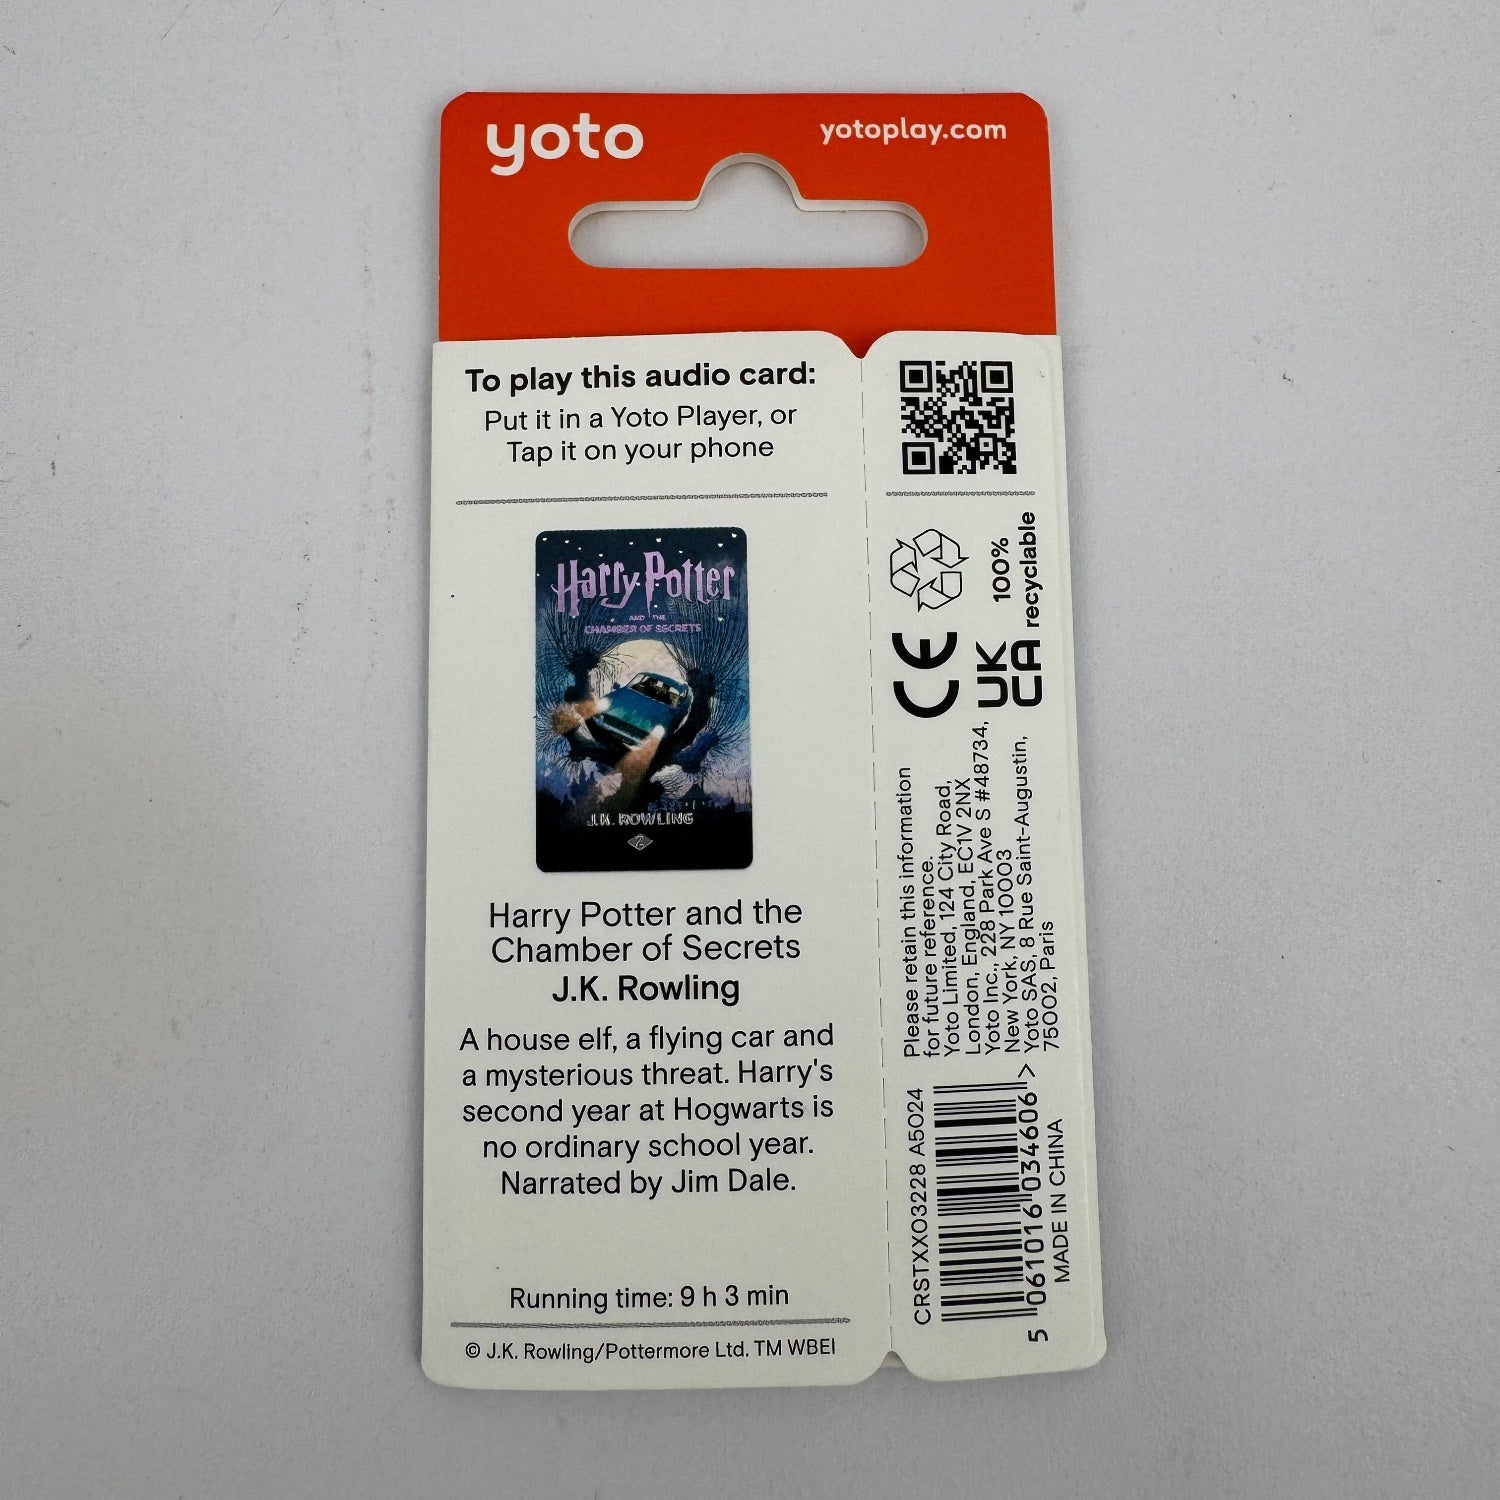 yoto
yotoplay.com
To play this audio card:
Put it in a Yoto Player, or
Tap it on your phone
Harry Potter
AND THE
CHAMBER OF SECRETS
J.K. ROWLING
Harry Potter and the
Chamber of Secrets
J.K. Rowling
A house elf, a flying car and
a mysterious threat. Harry's
second year at Hogwarts is
no ordinary school year.
Narrated by Jim Dale.
Running time: 9 h 3 min
© J.K. Rowling/Pottermore Ltd. TM WBEI
100%
recyclable
CE
UK
CA
Please retain this information
for future reference.
Yoto Limited, 124 City Road,
London, England, EC1V 2NX
Yoto Inc., 228 Park Ave S #48734,
New York, NY 10003
Yoto SAS, 8 Rue Saint-Augustin,
75002, Paris
CRSTXX03228 A5024
5 061016 034606 >
MADE IN CHINA